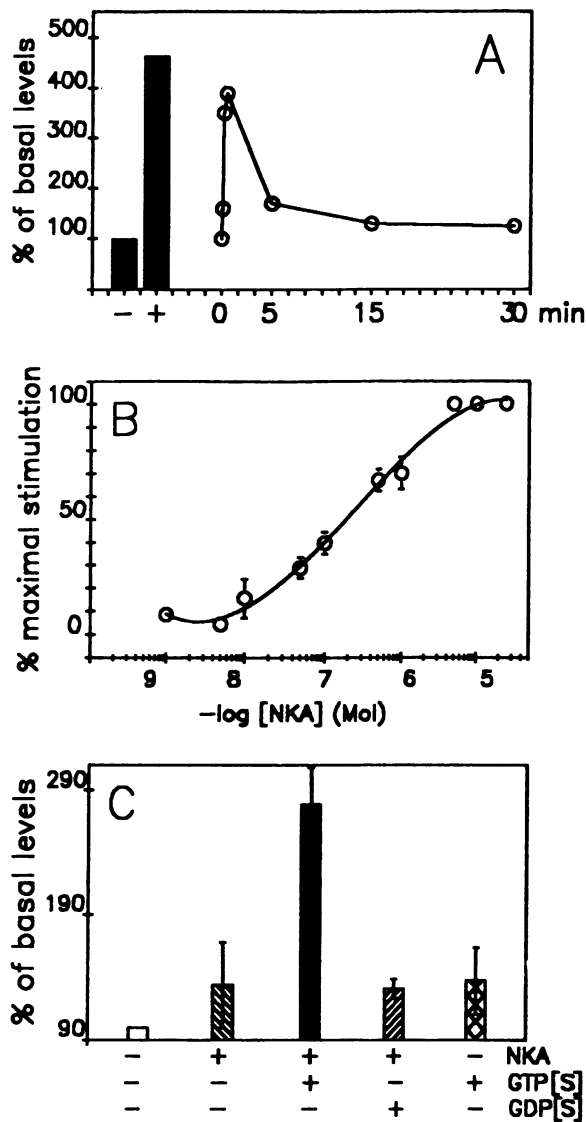 % of basal levels
500
400
300
200
100
A
- +
0 5 15 30 min
% maximal stimulation
100
50
0
B
9 8 7 6 5
-log [NKA] (Mol)
% of basal levels
290
190
90
C
- + + + - NKA
- - + - + GTP[S]
- - - + - GDP[S]